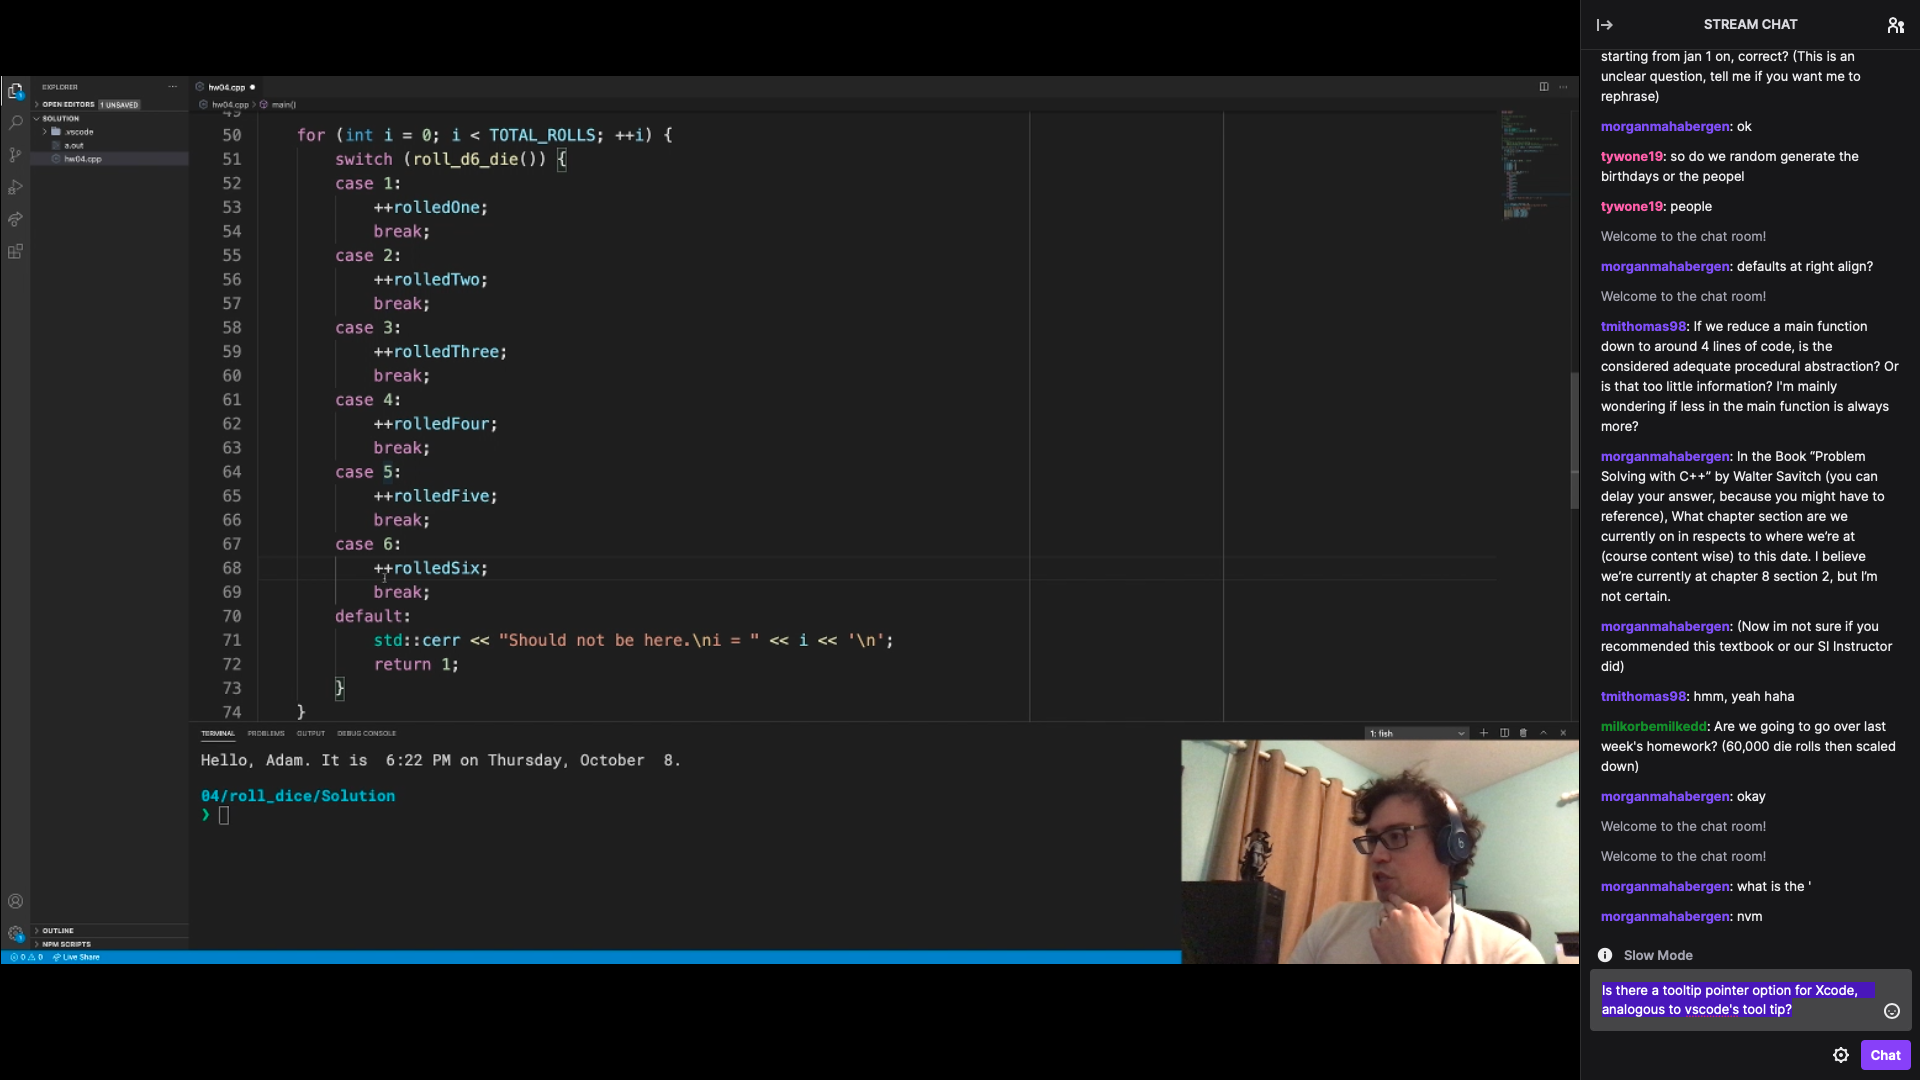 EXPLORER
OPEN EDITORS 1 UNSAVED
SOLUTION
.vscode
a.out
hw04.cpp
hw04.cpp
hw04.cpp > main()
49
50 for (int i = 0; i < TOTAL_ROLLS; ++i) {
51 switch (roll_d6_die()) {
52 case 1:
53 ++rolledOne;
54 break;
55 case 2:
56 ++rolledTwo;
57 break;
58 case 3:
59 ++rolledThree;
60 break;
61 case 4:
62 ++rolledFour;
63 break;
64 case 5:
65 ++rolledFive;
66 break;
67 case 6:
68 ++rolledSix;
69 break;
70 default:
71 std::cerr << "Should not be here.\ni = " << i << '\n';
72 return 1;
73 }
74 }
TERMINAL PROBLEMS OUTPUT DEBUG CONSOLE
1: fish
Hello, Adam. It is 6:22 PM on Thursday, October 8.
04/roll_dice/Solution
❯
OUTLINE
NPM SCRIPTS
0 0 Live Share
STREAM CHAT
starting from jan 1 on, correct? (This is an
unclear question, tell me if you want me to
rephrase)
morganmahabergen: ok
tywone19: so do we random generate the
birthdays or the peopel
tywone19: people
Welcome to the chat room!
morganmahabergen: defaults at right align?
Welcome to the chat room!
tmithomas98: If we reduce a main function
down to around 4 lines of code, is the
considered adequate procedural abstraction? Or
is that too little information? I'm mainly
wondering if less in the main function is always
more?
morganmahabergen: In the Book “Problem
Solving with C++” by Walter Savitch (you can
delay your answer, because you might have to
reference), What chapter section are we
currently on in respects to where we’re at
(course content wise) to this date. I believe
we’re currently at chapter 8 section 2, but I’m
not certain.
morganmahabergen: (Now im not sure if you
recommended this textbook or our SI Instructor
did)
tmithomas98: hmm, yeah haha
milkorbemilkedd: Are we going to go over last
week's homework? (60,000 die rolls then scaled
down)
morganmahabergen: okay
Welcome to the chat room!
Welcome to the chat room!
morganmahabergen: what is the '
morganmahabergen: nvm
Slow Mode
Is there a tooltip pointer option for Xcode,
analogous to vscode's tool tip?
Chat